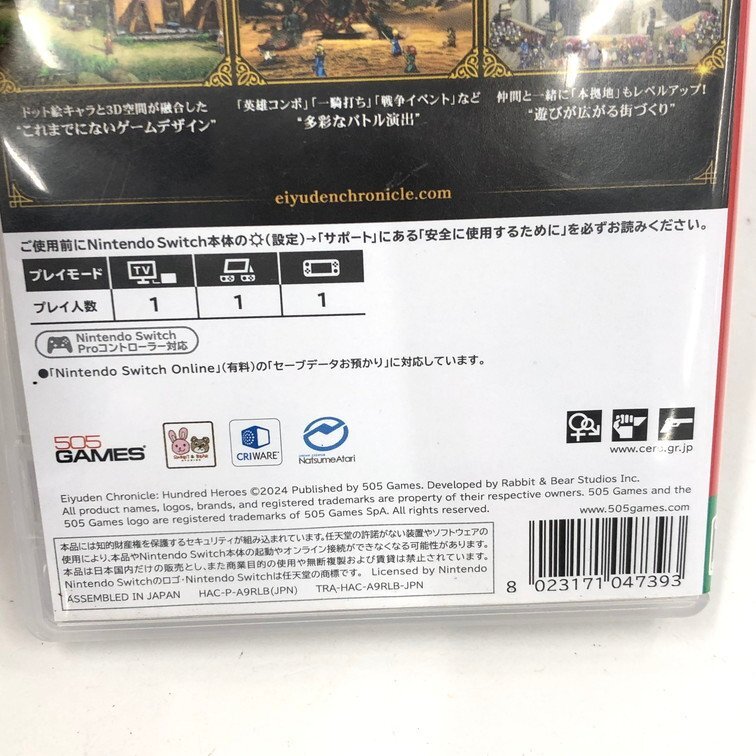 ドット絵キャラと3D空間が融合した
"これまでにないゲームデザイン"
「英雄コンボ」「一騎打ち」「戦争イベント」など
"多彩なバトル演出"
仲間と一緒に「本拠地」もレベルアップ!
"遊びが広がる街づくり"
eiyudenchronicle.com
ご使用前にNintendo Switch本体の(設定)→「サポート」にある「安全に使用するために」を必ずお読みください。
プレイモード TV
プレイ人数 1 1 1
Nintendo Switch
Proコントローラー対応
●「Nintendo Switch Online」(有料)の「セーブデータお預かり」に対応しています。
505
GAMES
RABBIT & BEAR
STUDIOS
CRIWARE
NatsumeAtari
www.cero.gr.jp
Eiyuden Chronicle: Hundred Heroes ©2024 Published by 505 Games. Developed by Rabbit & Bear Studios Inc.
All product names, logos, brands, and registered trademarks are property of their respective owners. 505 Games and the
505 Games logo are registered trademarks of 505 Games SpA. All rights reserved.
www.505games.com
本品には知的財産権を保護するセキュリティが組み込まれています。任天堂の許諾がない装置やソフトウェアの
使用により、本品やNintendo Switch本体の起動やオンライン接続ができなくなる可能性があります。
本品は日本国内だけの販売とし、また商業目的の使用や無断複製および賃貸は禁止されています。
Nintendo Switchのロゴ・Nintendo Switchは任天堂の商標です。 Licensed by Nintendo
ASSEMBLED IN JAPAN HAC-P-A9RLB(JPN) TRA-HAC-A9RLB-JPN
8 023171 047393